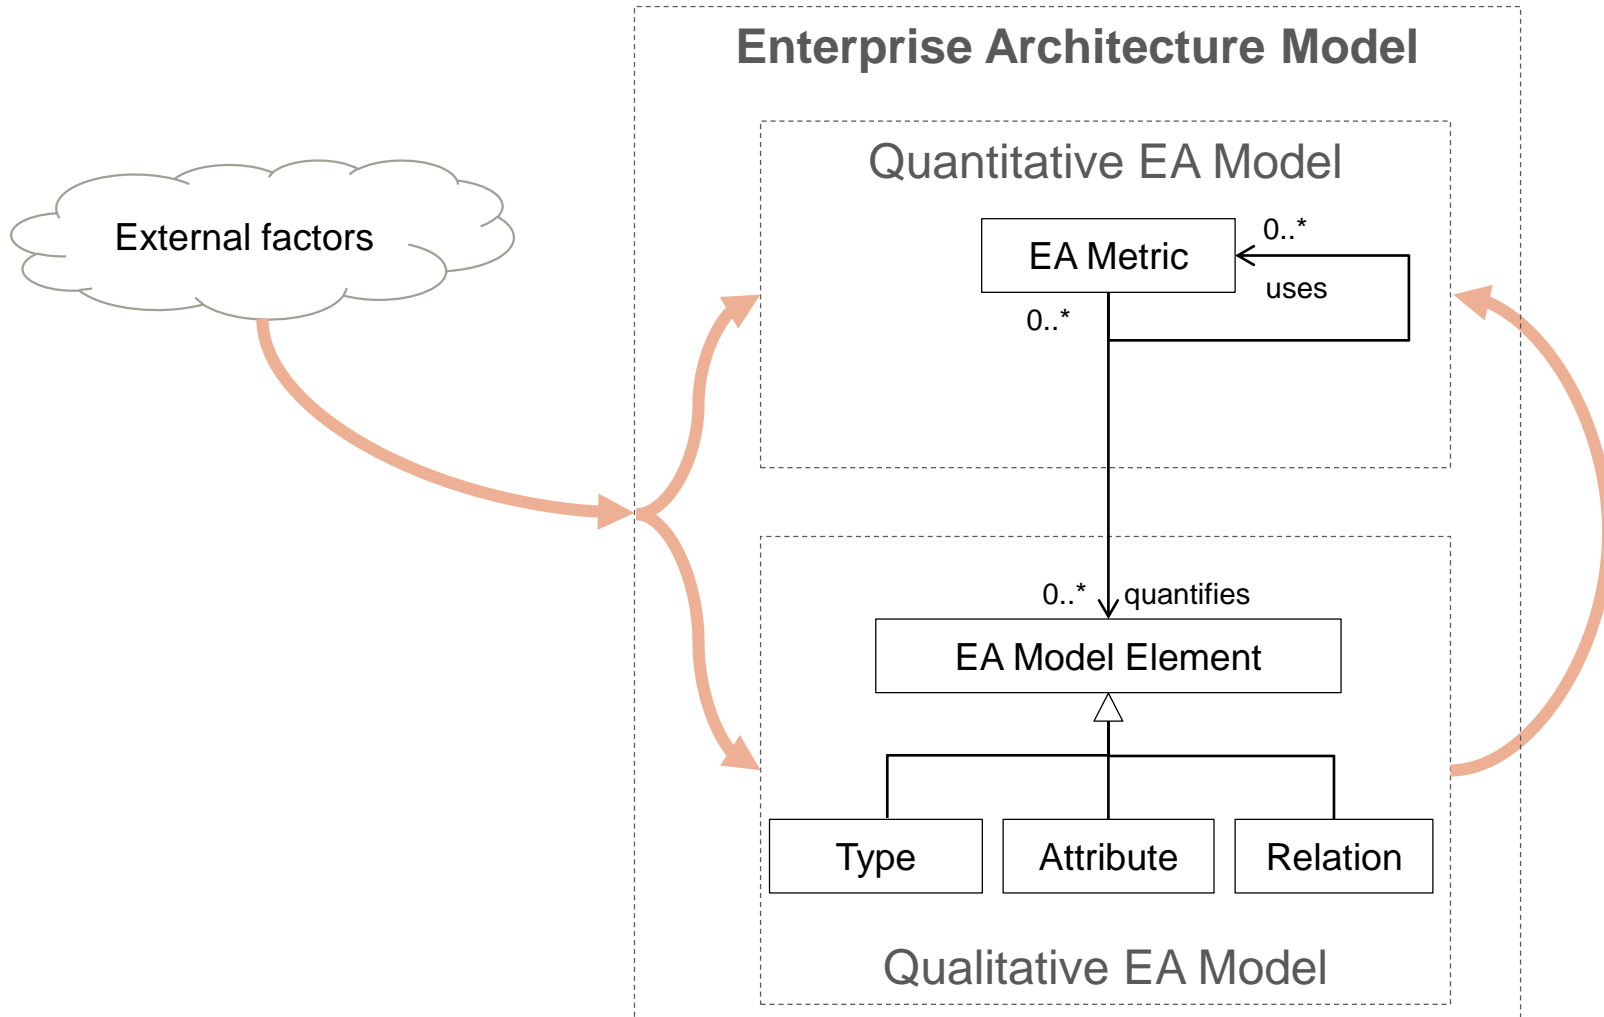 Enterprise Architecture Model
Quantitative EA Model
External factors
EA Metric
0..*
uses
0..*
0..*
quantifies
EA Model Element
Type
Attribute
Relation
Qualitative EA Model